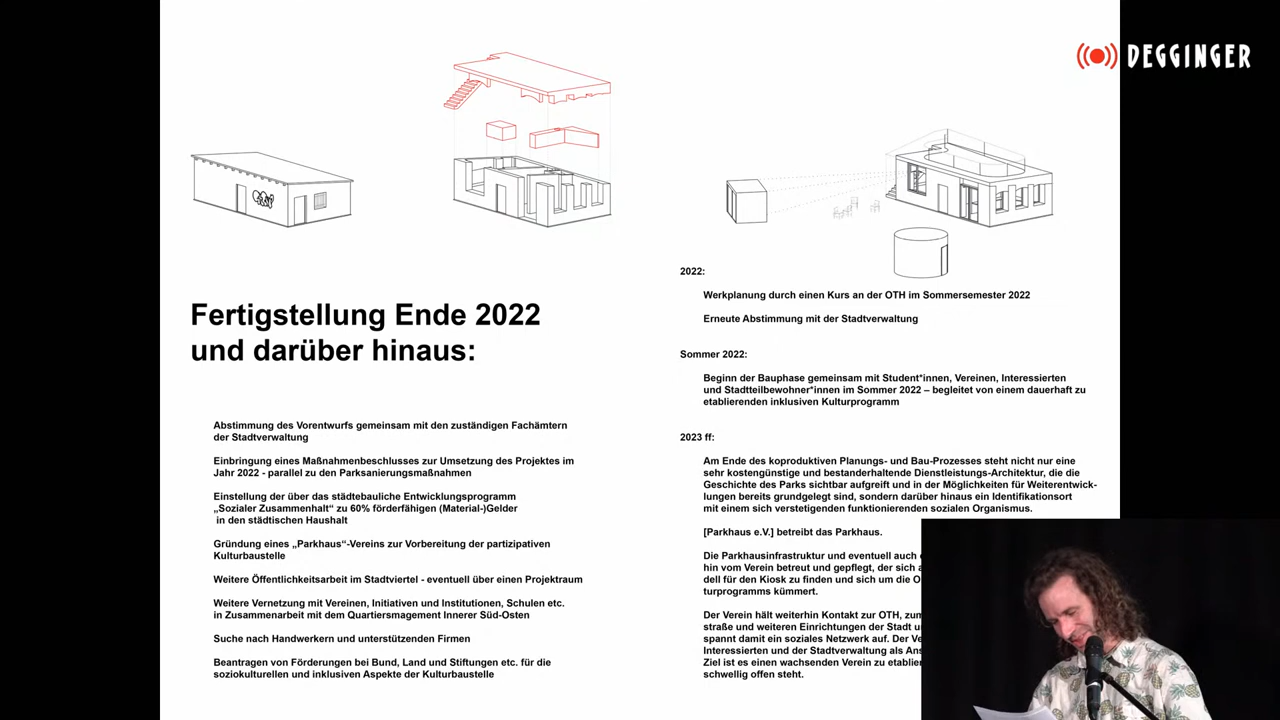 DEGGINGER
Fertigstellung Ende 2022
und darüber hinaus:
Abstimmung des Vorentwurfs gemeinsam mit den zuständigen Fachämtern
der Stadtverwaltung
Einbringung eines Maßnahmenbeschlusses zur Umsetzung des Projektes im
Jahr 2022 - parallel zu den Parksanierungsmaßnahmen
Einstellung der über das städtebauliche Entwicklungsprogramm
„Sozialer Zusammenhalt“ zu 60% förderfähigen (Material-)Gelder
in den städtischen Haushalt
Gründung eines „Parkhaus“-Vereins zur Vorbereitung der partizipativen
Kulturbaustelle
Weitere Öffentlichkeitsarbeit im Stadtviertel - eventuell über einen Projektraum
Weitere Vernetzung mit Vereinen, Initiativen und Institutionen, Schulen etc.
in Zusammenarbeit mit dem Quartiersmagement Innerer Süd-Osten
Suche nach Handwerkern und unterstützenden Firmen
Beantragen von Förderungen bei Bund, Land und Stiftungen etc. für die
soziokulturellen und inklusiven Aspekte der Kulturbaustelle
2022:
Werkplanung durch einen Kurs an der OTH im Sommersemester 2022
Erneute Abstimmung mit der Stadtverwaltung
Sommer 2022:
Beginn der Bauphase gemeinsam mit Student*innen, Vereinen, Interessierten
und Stadtteilbewohner*innen im Sommer 2022 – begleitet von einem dauerhaft zu
etablierenden inklusiven Kulturprogramm
2023 ff:
Am Ende des koproduktiven Planungs- und Bau-Prozesses steht nicht nur eine
sehr kostengünstige und bestanderhaltende Dienstleistungs-Architektur, die die
Geschichte des Parks sichtbar aufgreift und in der Möglichkeiten für Weiterentwick-
lungen bereits grundgelegt sind, sondern darüber hinaus ein Identifikationsort
mit einem sich verstetigenden funktionierenden sozialen Organismus.
[Parkhaus e.V.] betreibt das Parkhaus.
Die Parkhausinfrastruktur und eventuell auch
hin vom Verein betreut und gepflegt, der sich
dell für den Kiosk zu finden und sich um die
turprogramms kümmert.
Der Verein hält weiterhin Kontakt zur OTH, zum
straße und weiteren Einrichtungen der Stadt
spannt damit ein soziales Netzwerk auf. Der
Interessierten und der Stadtverwaltung als
Ziel ist es einen wachsenden Verein zu
schwellig offen steht.